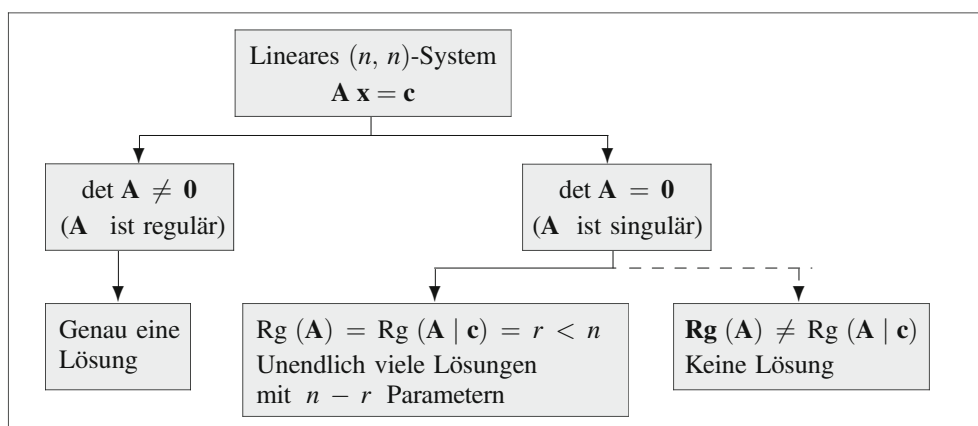 Lineares (n, n)-System
A x = c
det A ≠ 0
(A ist regulär)
det A = 0
(A ist singulär)
Genau eine
Lösung
Rg (A) = Rg (A | c) = r < n
Unendlich viele Lösungen
mit n − r Parametern
Rg (A) ≠ Rg (A | c)
Keine Lösung